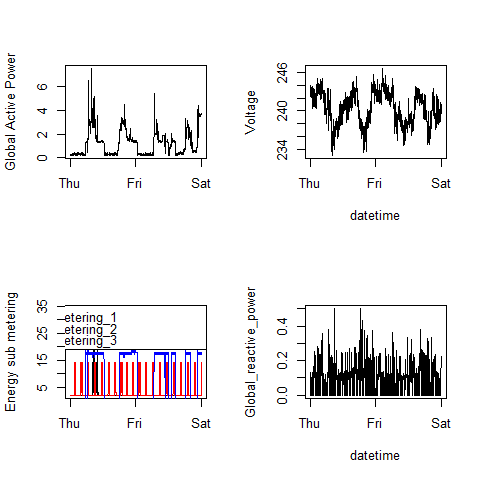 Global Active Power
0 2 4 6
Thu Fri Sat
Voltage
234 240 246
Thu Fri Sat
datetime
Energy sub metering
5 15 25 35
etering_1
etering_2
etering_3
Thu Fri Sat
Global_reactive_power
0.0 0.2 0.4
Thu Fri Sat
datetime